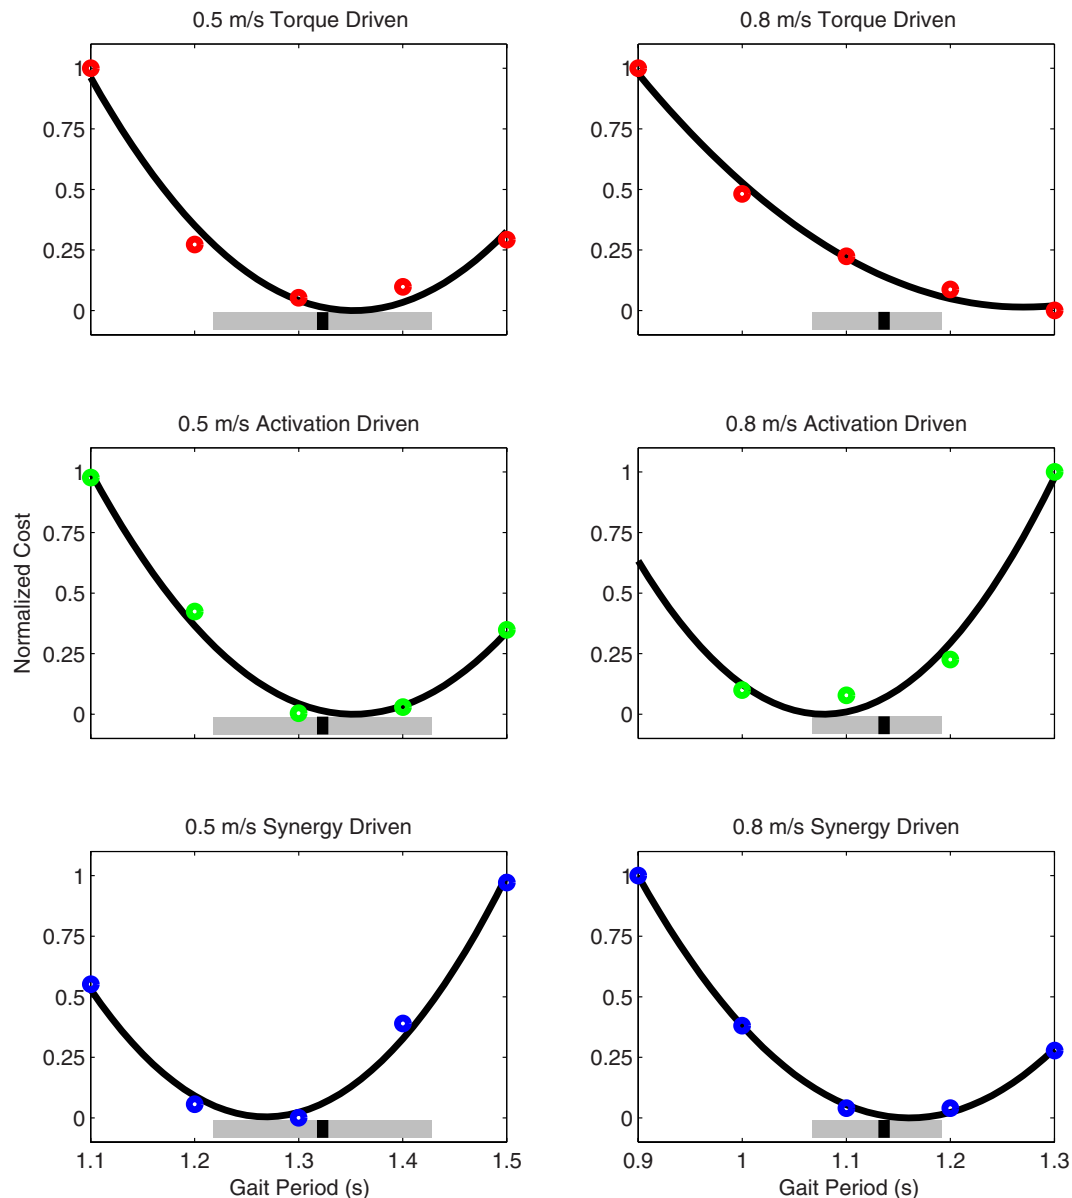 0.5 m/s Torque Driven
1
0.75
0.5
0.25
0
0.8 m/s Torque Driven
1
0.75
0.5
0.25
0
0.5 m/s Activation Driven
Normalized Cost
1
0.75
0.5
0.25
0
0.8 m/s Activation Driven
1
0.75
0.5
0.25
0
0.5 m/s Synergy Driven
1
0.75
0.5
0.25
0
1.1 1.2 1.3 1.4 1.5
Gait Period (s)
0.8 m/s Synergy Driven
1
0.75
0.5
0.25
0
0.9 1 1.1 1.2 1.3
Gait Period (s)